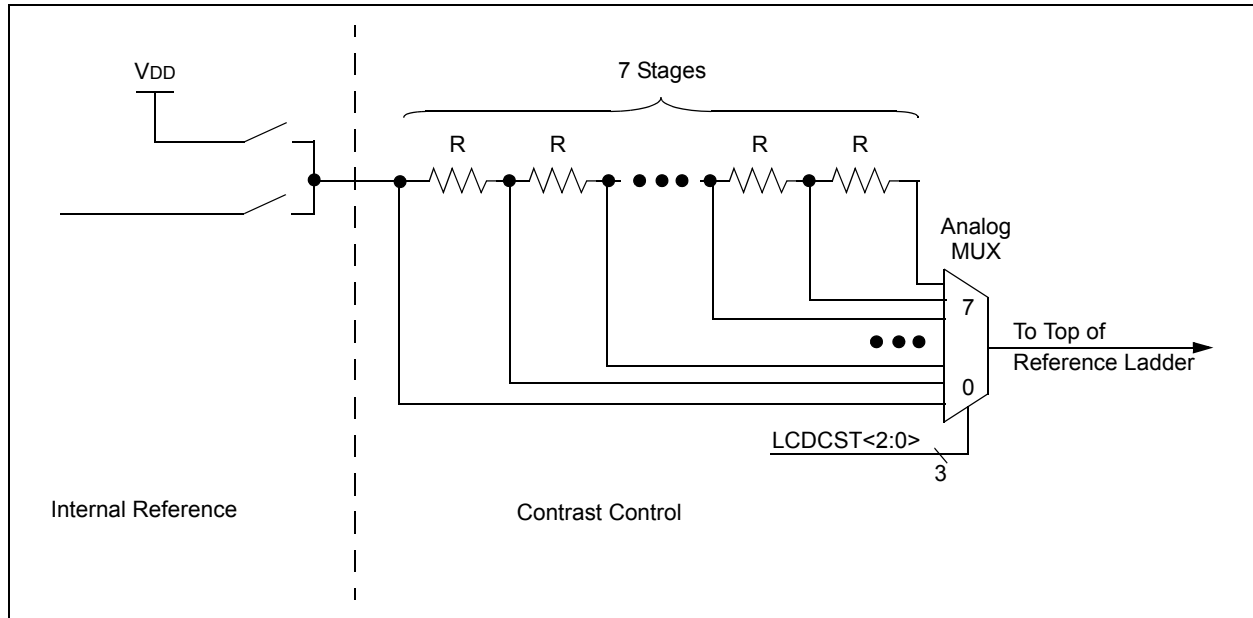 VDD
7 Stages
R
R
R
R
Analog
MUX
7
To Top of
Reference Ladder
0
LCDCST<2:0>
3
Internal Reference
Contrast Control